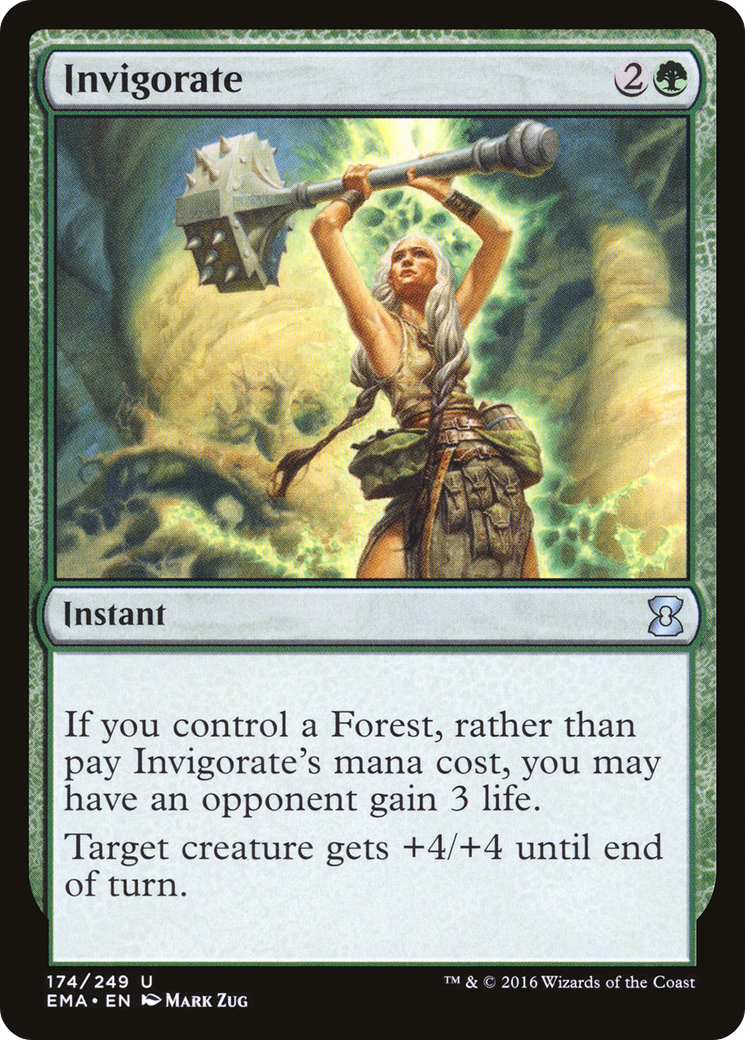 Invigorate 2
Instant
If you control a Forest, rather than
pay Invigorate's mana cost, you may
have an opponent gain 3 life.
Target creature gets +4/+4 until end
of turn.
174/249 U
EMA • EN Mark Zug
™ & © 2016 Wizards of the Coast